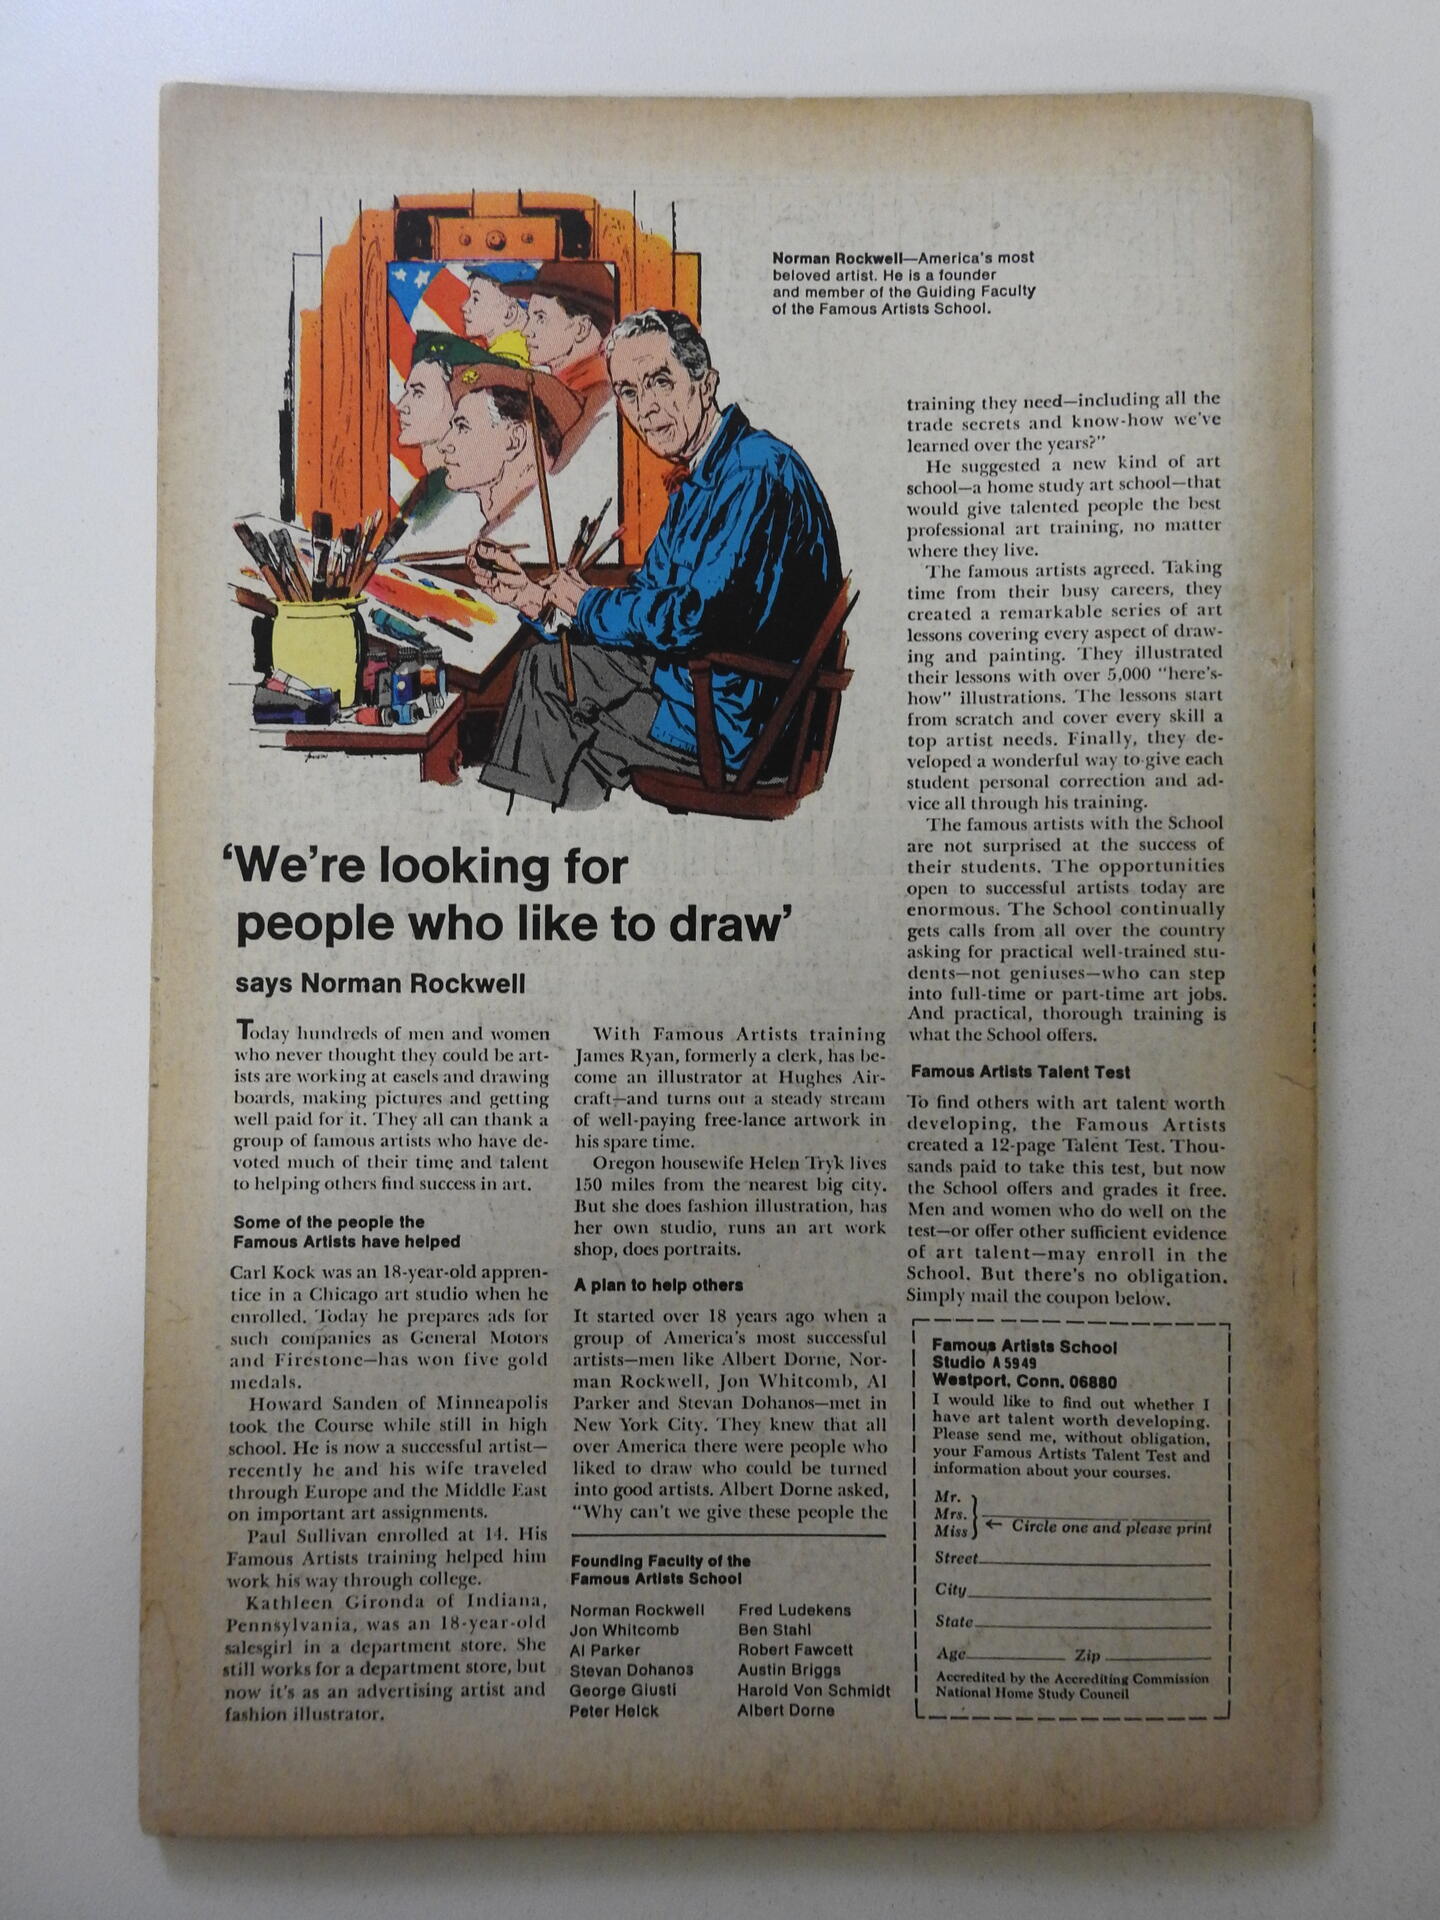 Norman Rockwell—America's most
beloved artist. He is a founder
and member of the Guiding Faculty
of the Famous Artists School.
'We're looking for
people who like to draw'
says Norman Rockwell
Today hundreds of men and women
who never thought they could be art-
ists are working at easels and drawing
boards, making pictures and getting
well paid for it. They all can thank a
group of famous artists who have de-
voted much of their time and talent
to helping others find success in art.
Some of the people the
Famous Artists have helped
Carl Kock was an 18-year-old appren-
tice in a Chicago art studio when he
enrolled. Today he prepares ads for
such companies as General Motors
and Firestone—has won five gold
medals.
Howard Sanden of Minneapolis
took the Course while still in high
school. He is now a successful artist—
recently he and his wife traveled
through Europe and the Middle East
on important art assignments.
Paul Sullivan enrolled at 14. His
Famous Artists training helped him
work his way through college.
Kathleen Gironda of Indiana,
Pennsylvania, was an 18-year-old
salesgirl in a department store. She
still works for a department store, but
now it's as an advertising artist and
fashion illustrator.
With Famous Artists training
James Ryan, formerly a clerk, has be-
come an illustrator at Hughes Air-
craft—and turns out a steady stream
of well-paying free-lance artwork in
his spare time.
Oregon housewife Helen Tryk lives
150 miles from the nearest big city.
But she does fashion illustration, has
her own studio, runs an art work
shop, does portraits.
A plan to help others
It started over 18 years ago when a
group of America's most successful
artists—men like Albert Dorne, Nor-
man Rockwell, Jon Whitcomb, Al
Parker and Stevan Dohanos—met in
New York City. They knew that all
over America there were people who
liked to draw who could be turned
into good artists. Albert Dorne asked,
"Why can't we give these people the
Founding Faculty of the
Famous Artists School
Norman Rockwell
Jon Whitcomb
Al Parker
Stevan Dohanos
George Giusti
Peter Helck
Fred Ludekens
Ben Stahl
Robert Fawcett
Austin Briggs
Harold Von Schmidt
Albert Dorne
training they need—including all the
trade secrets and know-how we've
learned over the years?"
He suggested a new kind of art
school—a home study art school—that
would give talented people the best
professional art training, no matter
where they live.
The famous artists agreed. Taking
time from their busy careers, they
created a remarkable series of art
lessons covering every aspect of draw-
ing and painting. They illustrated
their lessons with over 5,000 "here's-
how" illustrations. The lessons start
from scratch and cover every skill a
top artist needs. Finally, they de-
veloped a wonderful way to give each
student personal correction and ad-
vice all through his training.
The famous artists with the School
are not surprised at the success of
their students. The opportunities
open to successful artists today are
enormous. The School continually
gets calls from all over the country
asking for practical well-trained stu-
dents—not geniuses—who can step
into full-time or part-time art jobs.
And practical, thorough training is
what the School offers.
Famous Artists Talent Test
To find others with art talent worth
developing, the Famous Artists
created a 12-page Talent Test. Thou-
sands paid to take this test, but now
the School offers and grades it free.
Men and women who do well on the
test—or offer other sufficient evidence
of art talent—may enroll in the
School. But there's no obligation.
Simply mail the coupon below.
Famous Artists School
Studio A 5949
Westport, Conn. 06880
I would like to find out whether I
have art talent worth developing.
Please send me, without obligation,
your Famous Artists Talent Test and
information about your courses.
Mr.
Mrs.
Miss
← Circle one and please print
Street
City
State
Age Zip
Accredited by the Accrediting Commission
National Home Study Council